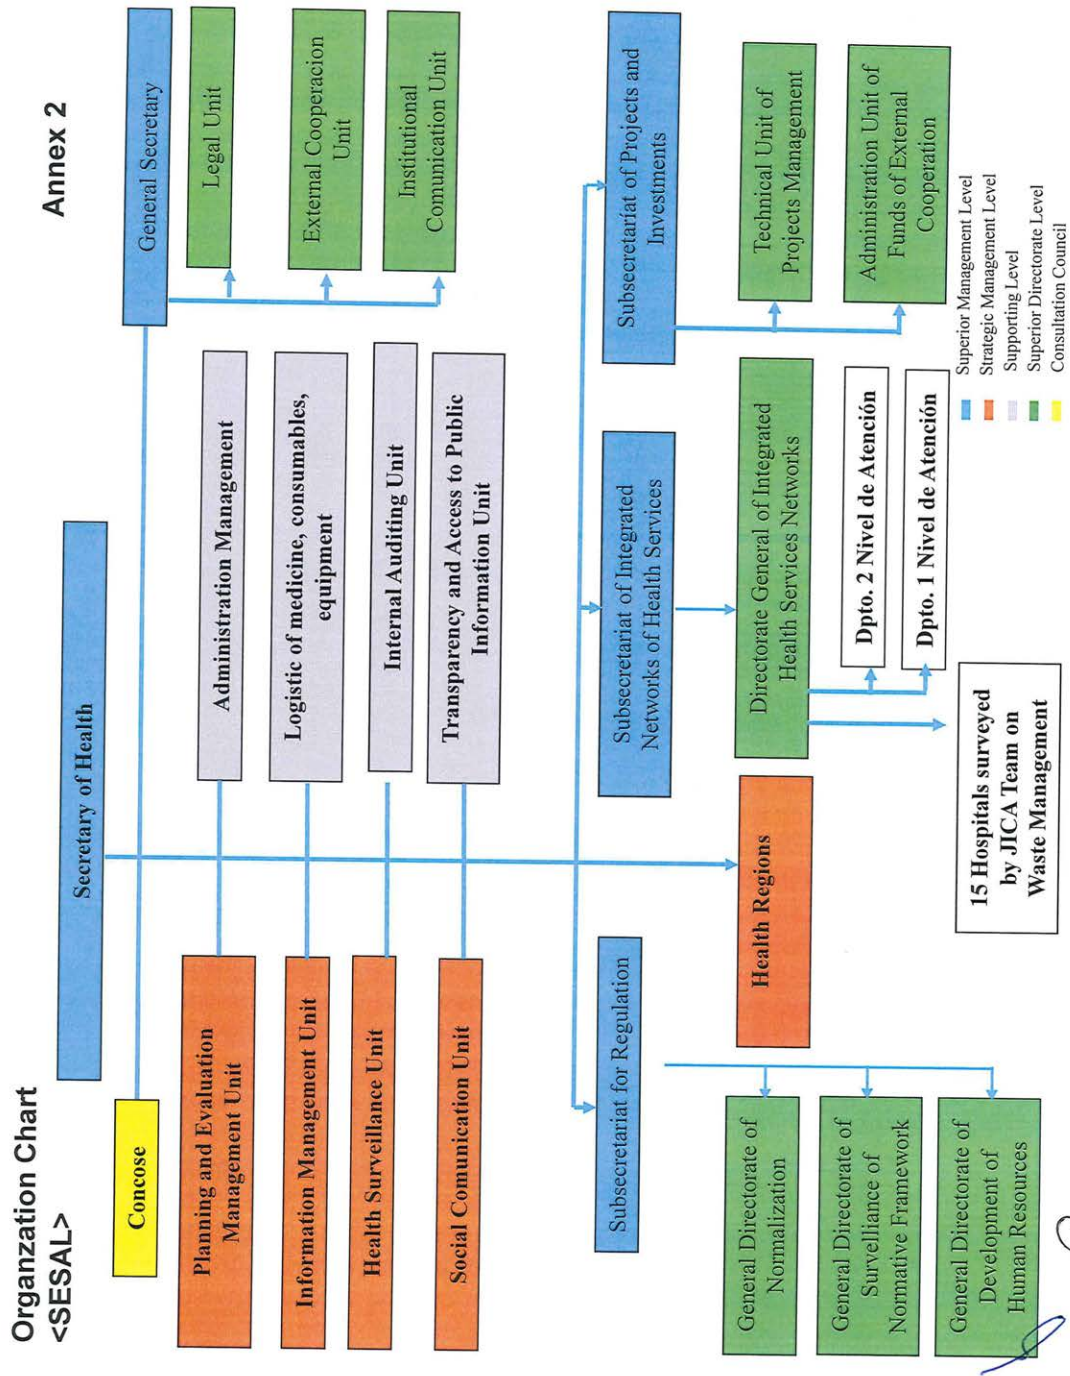 Organzation Chart
<SESAL>
Annex 2
Secretary of Health
Concose
General Secretary
Legal Unit
External Cooperacion
Unit
Institutional
Comunication Unit
Planning and Evaluation
Management Unit
Administration Management
Information Management Unit
Logistic of medicine, consumables,
equipment
Health Surveillance Unit
Internal Auditing Unit
Social Comunication Unit
Transparency and Access to Public
Information Unit
Subsecretariat for Regulation
Subsecretariat of Integrated
Networks of Health Services
Subsecretariat of Projects and
Investments
General Directorate of
Normalization
General Directorate of
Survelliance of
Normative Framework
General Directive of
Development of
Human Resources
Health Regions
Directorate General of Integrated
Health Services Networks
Dpto. 2 Nivel de Atención
Dpto. 1 Nivel de Atención
15 Hospitals surveyed
by JICA Team on
Waste Management
Technical Unit of
Projects Management
Administration Unit of
Funds of External
Cooperation
Superior Management Level
Strategic Management Level
Supporting Level
Superior Directorate Level
Consultation Council